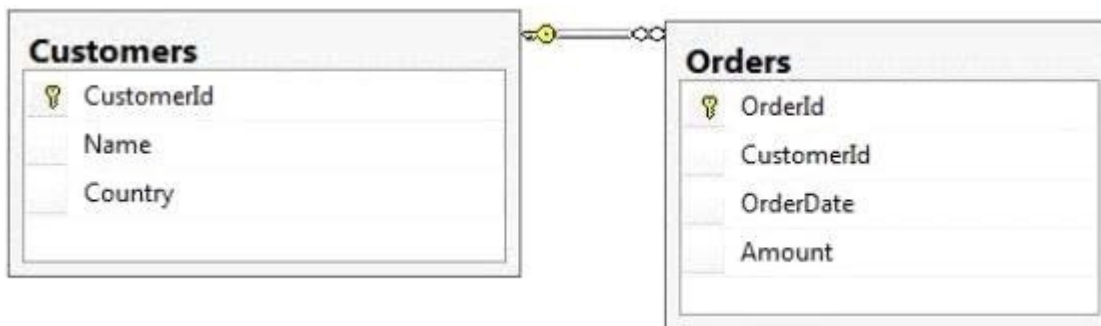 Customers
CustomerId
Name
Country
Orders
OrderId
CustomerId
OrderDate
Amount